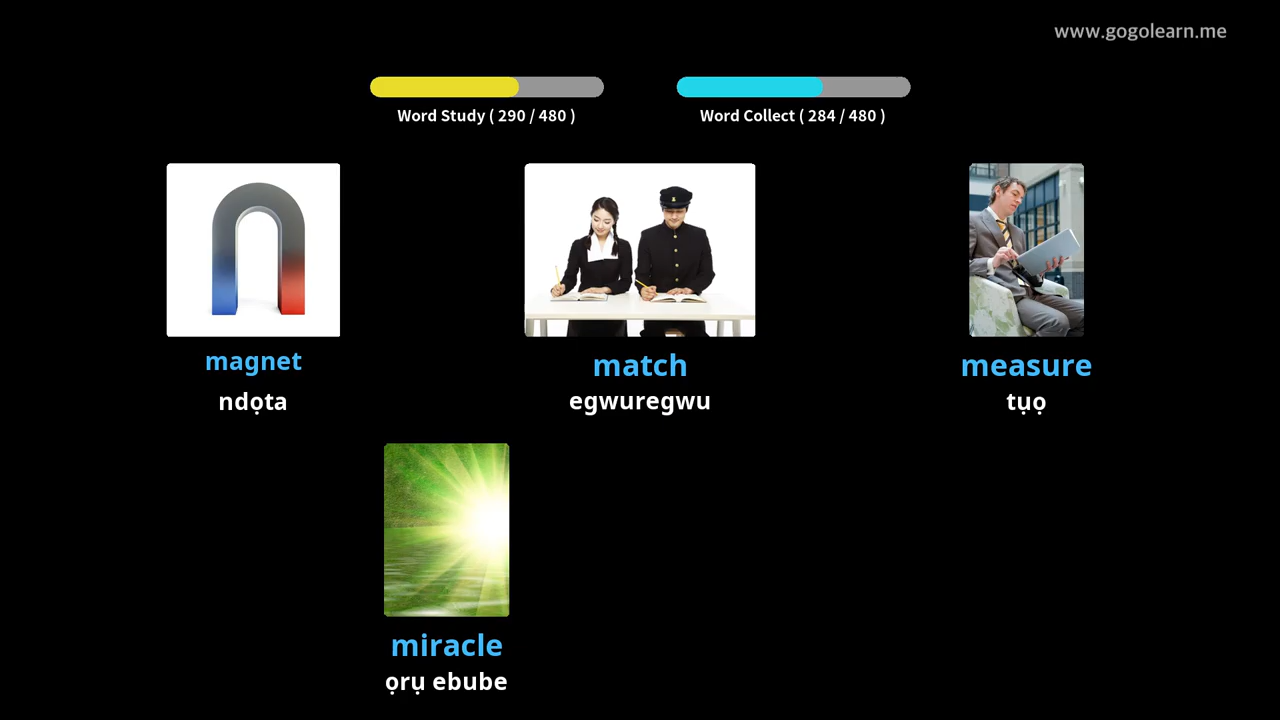 www.gogolearn.me
Word Study ( 290 / 480 )
Word Collect ( 284 / 480 )
magnet
ndọta
match
egwuregwu
measure
tụọ
miracle
ọrụ ebube